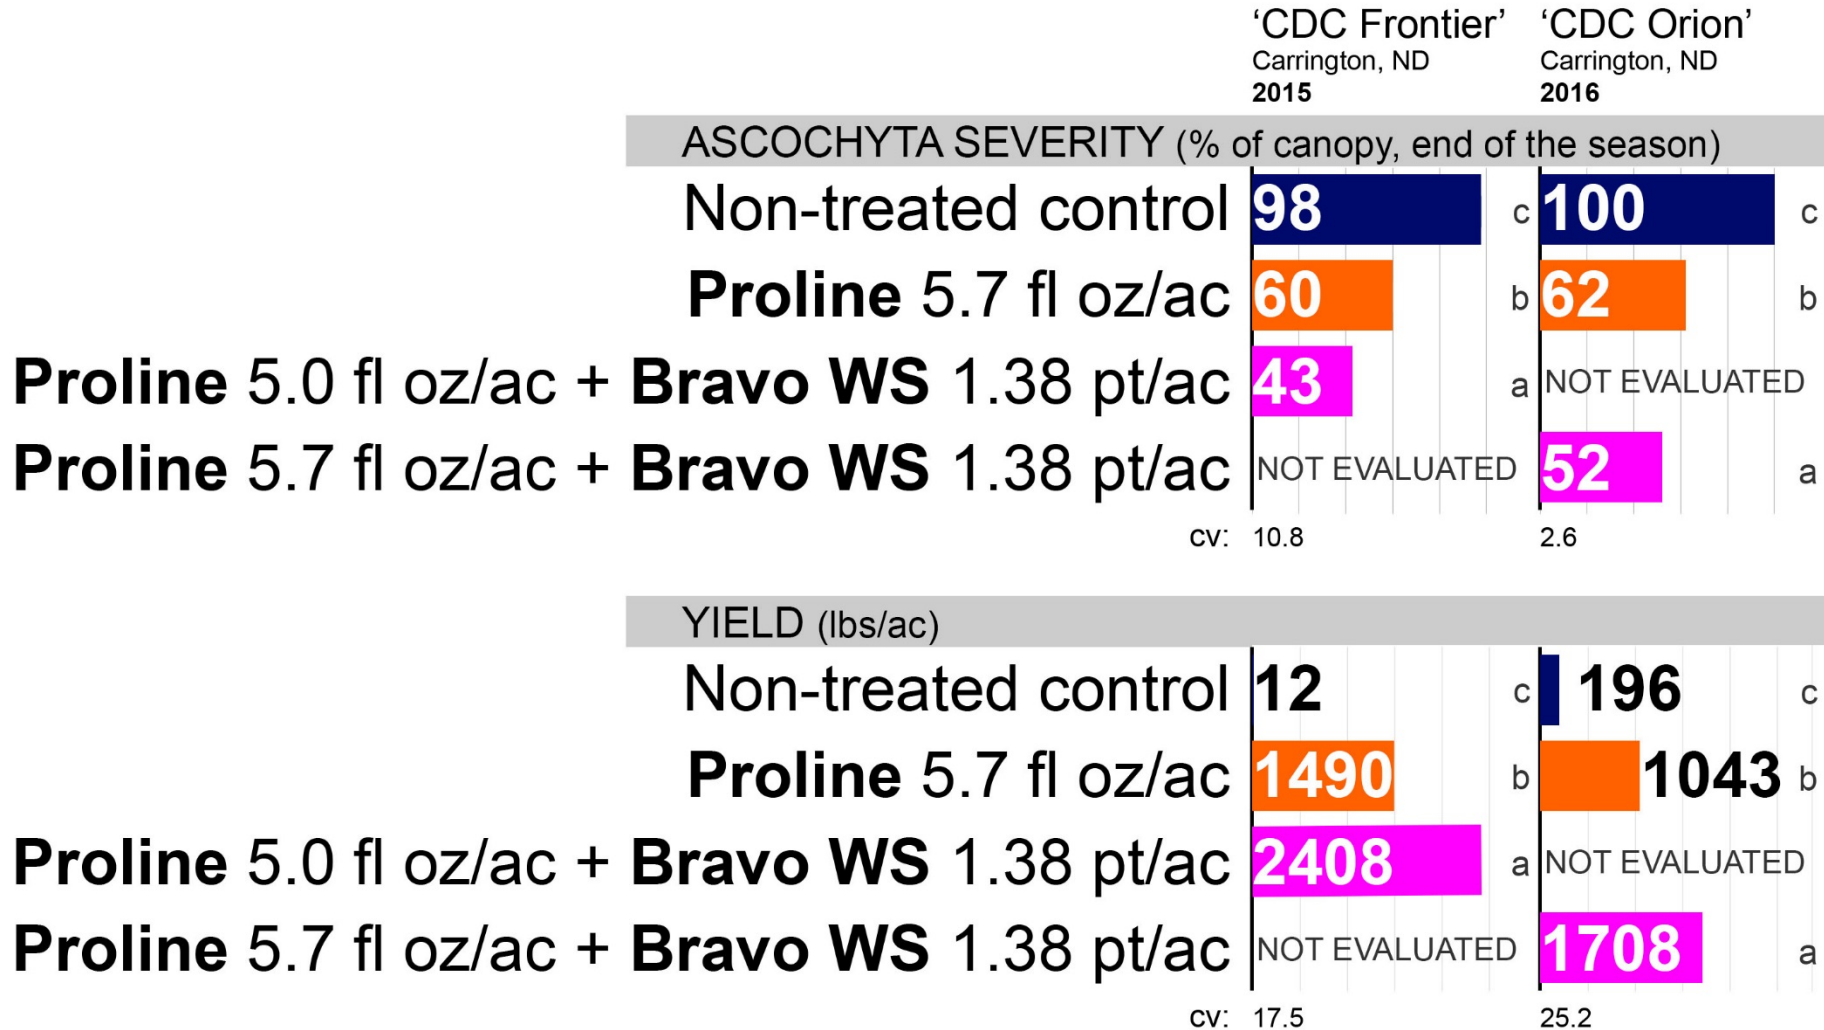 ‘CDC Frontier’ ‘CDC Orion’
Carrington, ND Carrington, ND
2015 2016
ASCOCHYTA SEVERITY (% of canopy, end of the season)
Non-treated control 98 c 100 c
Proline 5.7 fl oz/ac 60 b 62 b
Proline 5.0 fl oz/ac + Bravo WS 1.38 pt/ac 43 a NOT EVALUATED
Proline 5.7 fl oz/ac + Bravo WS 1.38 pt/ac NOT EVALUATED 52 a
cv: 10.8 2.6
YIELD (lbs/ac)
Non-treated control 12 c 196 c
Proline 5.7 fl oz/ac 1490 b 1043 b
Proline 5.0 fl oz/ac + Bravo WS 1.38 pt/ac 2408 a NOT EVALUATED
Proline 5.7 fl oz/ac + Bravo WS 1.38 pt/ac NOT EVALUATED 1708 a
cv: 17.5 25.2